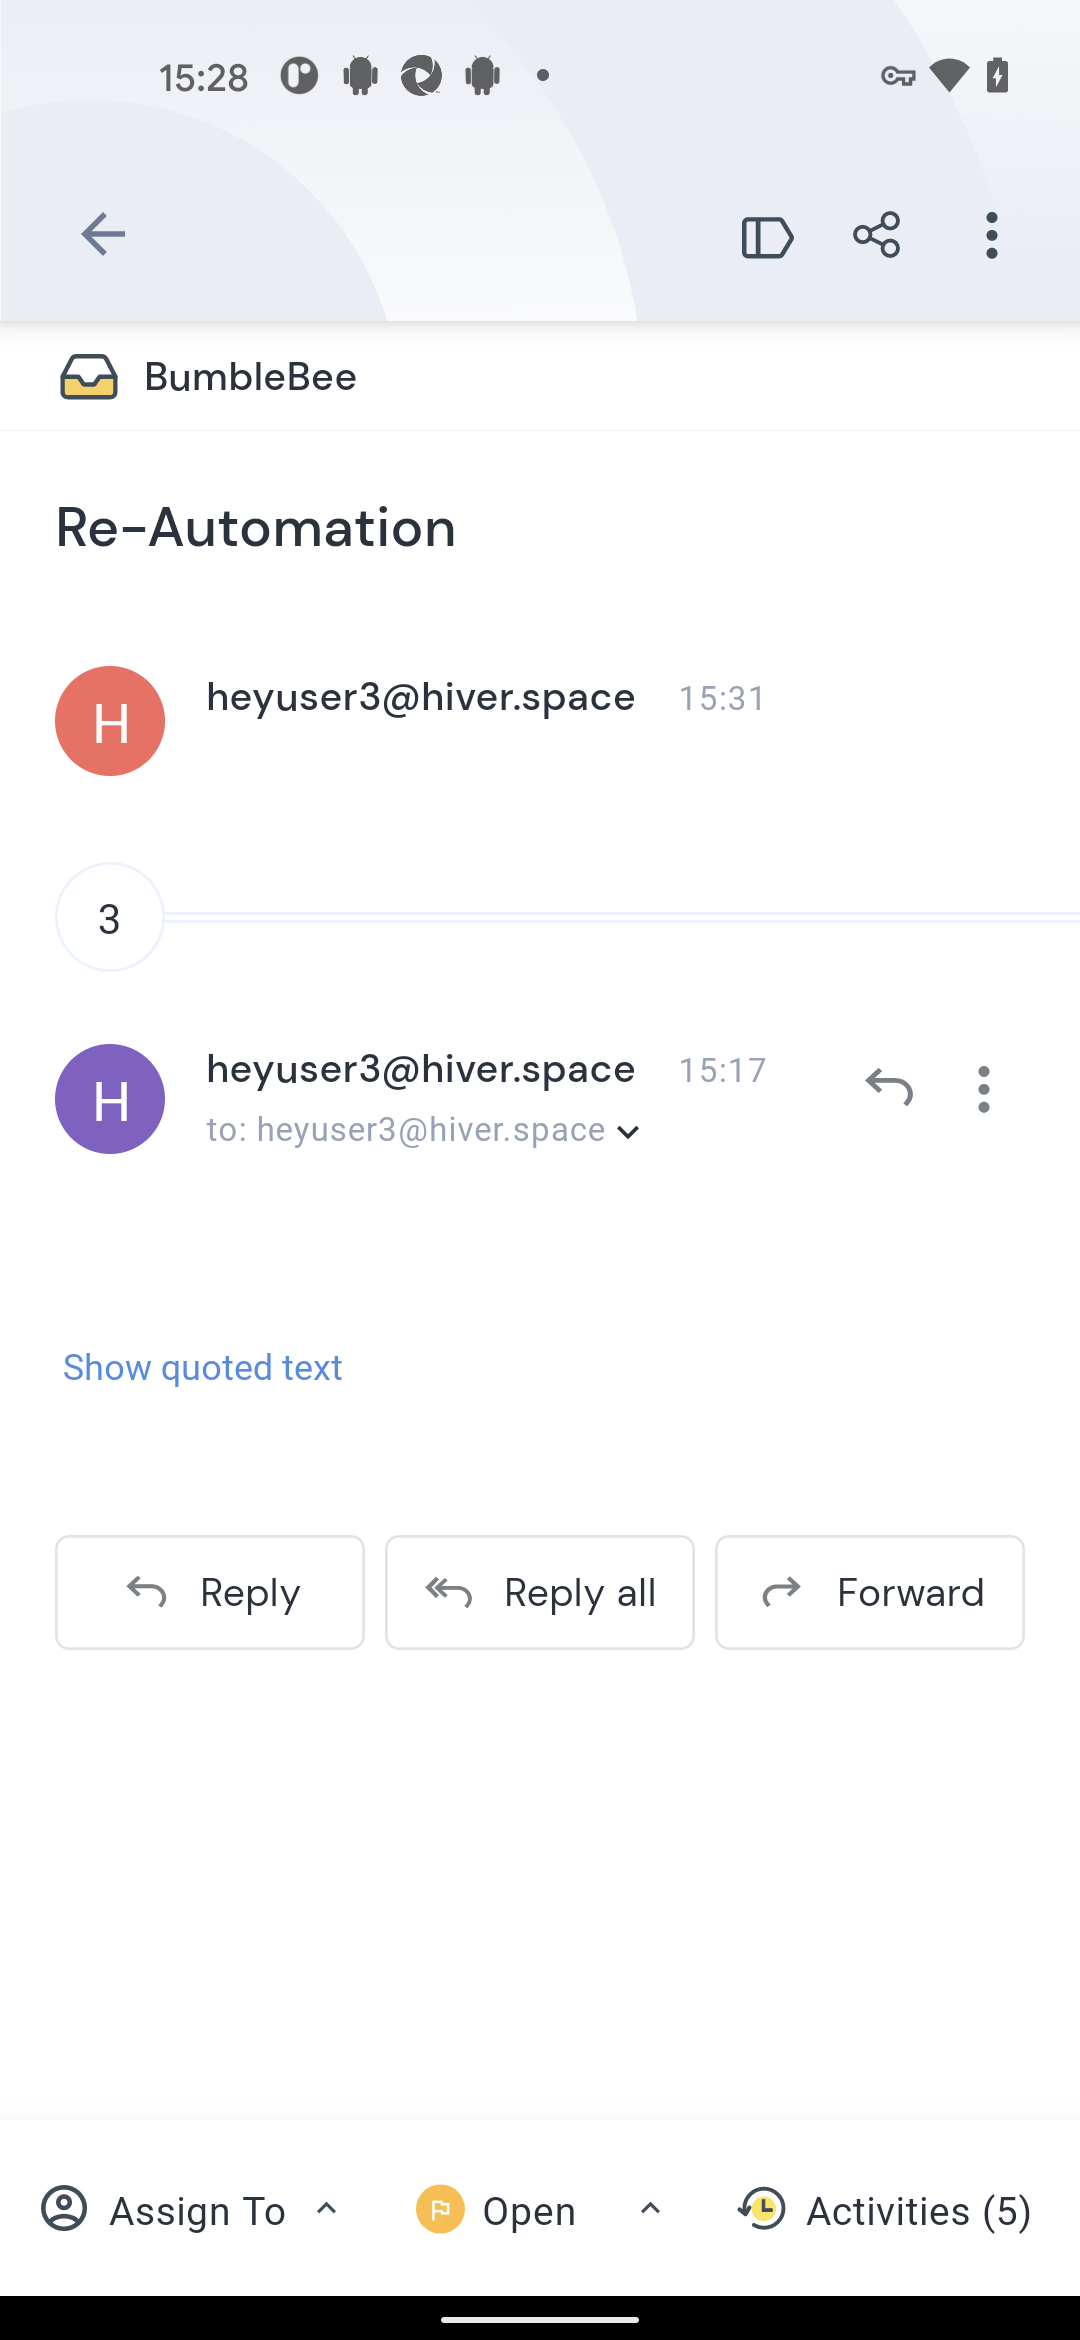 15:28
BumbleBee
Re-Automation
H
heyuser3@hiver.space 15:31
3
H
heyuser3@hiver.space 15:17
to: heyuser3@hiver.space
Show quoted text
Reply
Reply all
Forward
Assign To
Open
Activities (5)